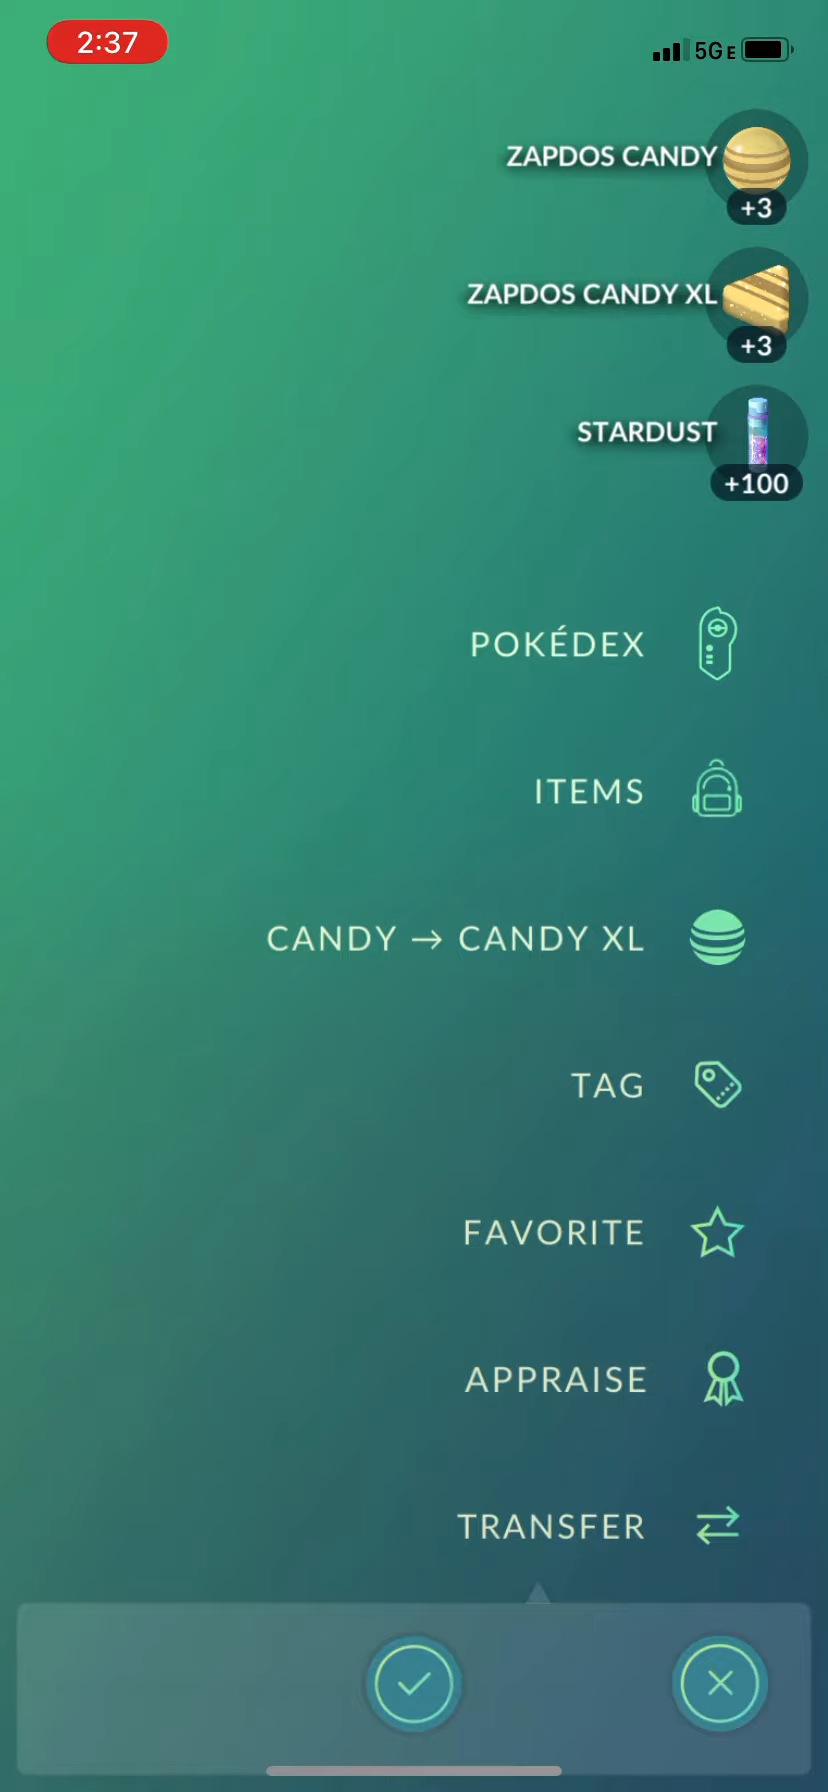 2:37
5G E
ZAPDOS CANDY
+3
ZAPDOS CANDY XL
+3
STARDUST
+100
POKÉDEX
ITEMS
CANDY → CANDY XL
TAG
FAVORITE
APPRAISE
TRANSFER